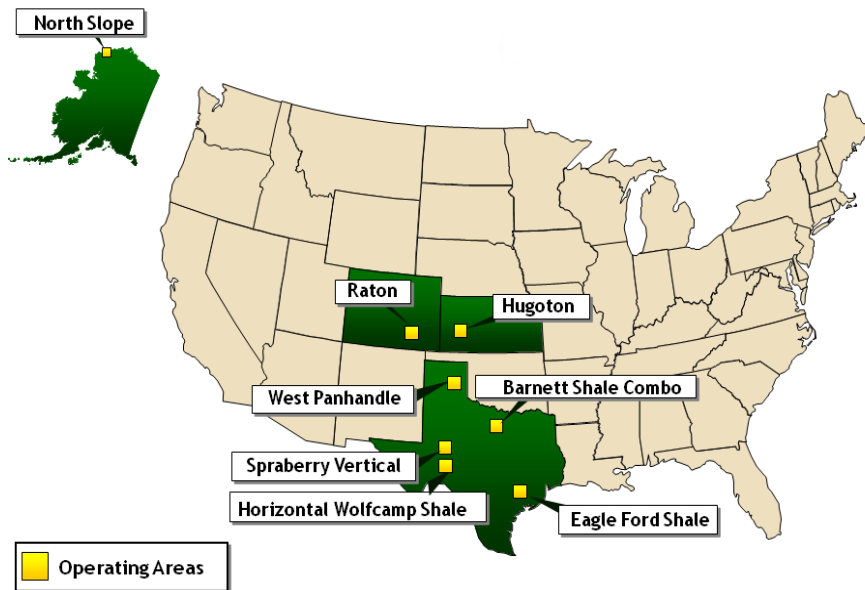 North Slope
Raton
Hugoton
West Panhandle
Barnett Shale Combo
Spraberry Vertical
Horizontal Wolfcamp Shale
Eagle Ford Shale
Operating Areas